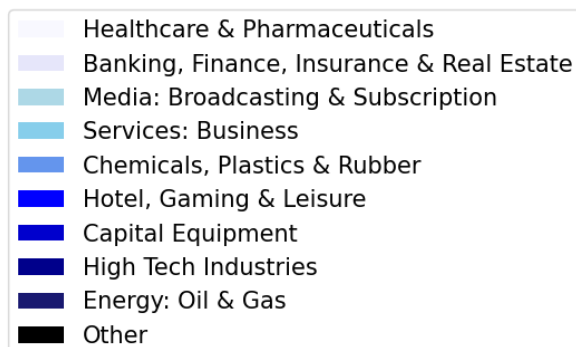 Healthcare & Pharmaceuticals
Banking, Finance, Insurance & Real Estate
Media: Broadcasting & Subscription
Services: Business
Chemicals, Plastics & Rubber
Hotel, Gaming & Leisure
Capital Equipment
High Tech Industries
Energy: Oil & Gas
Other